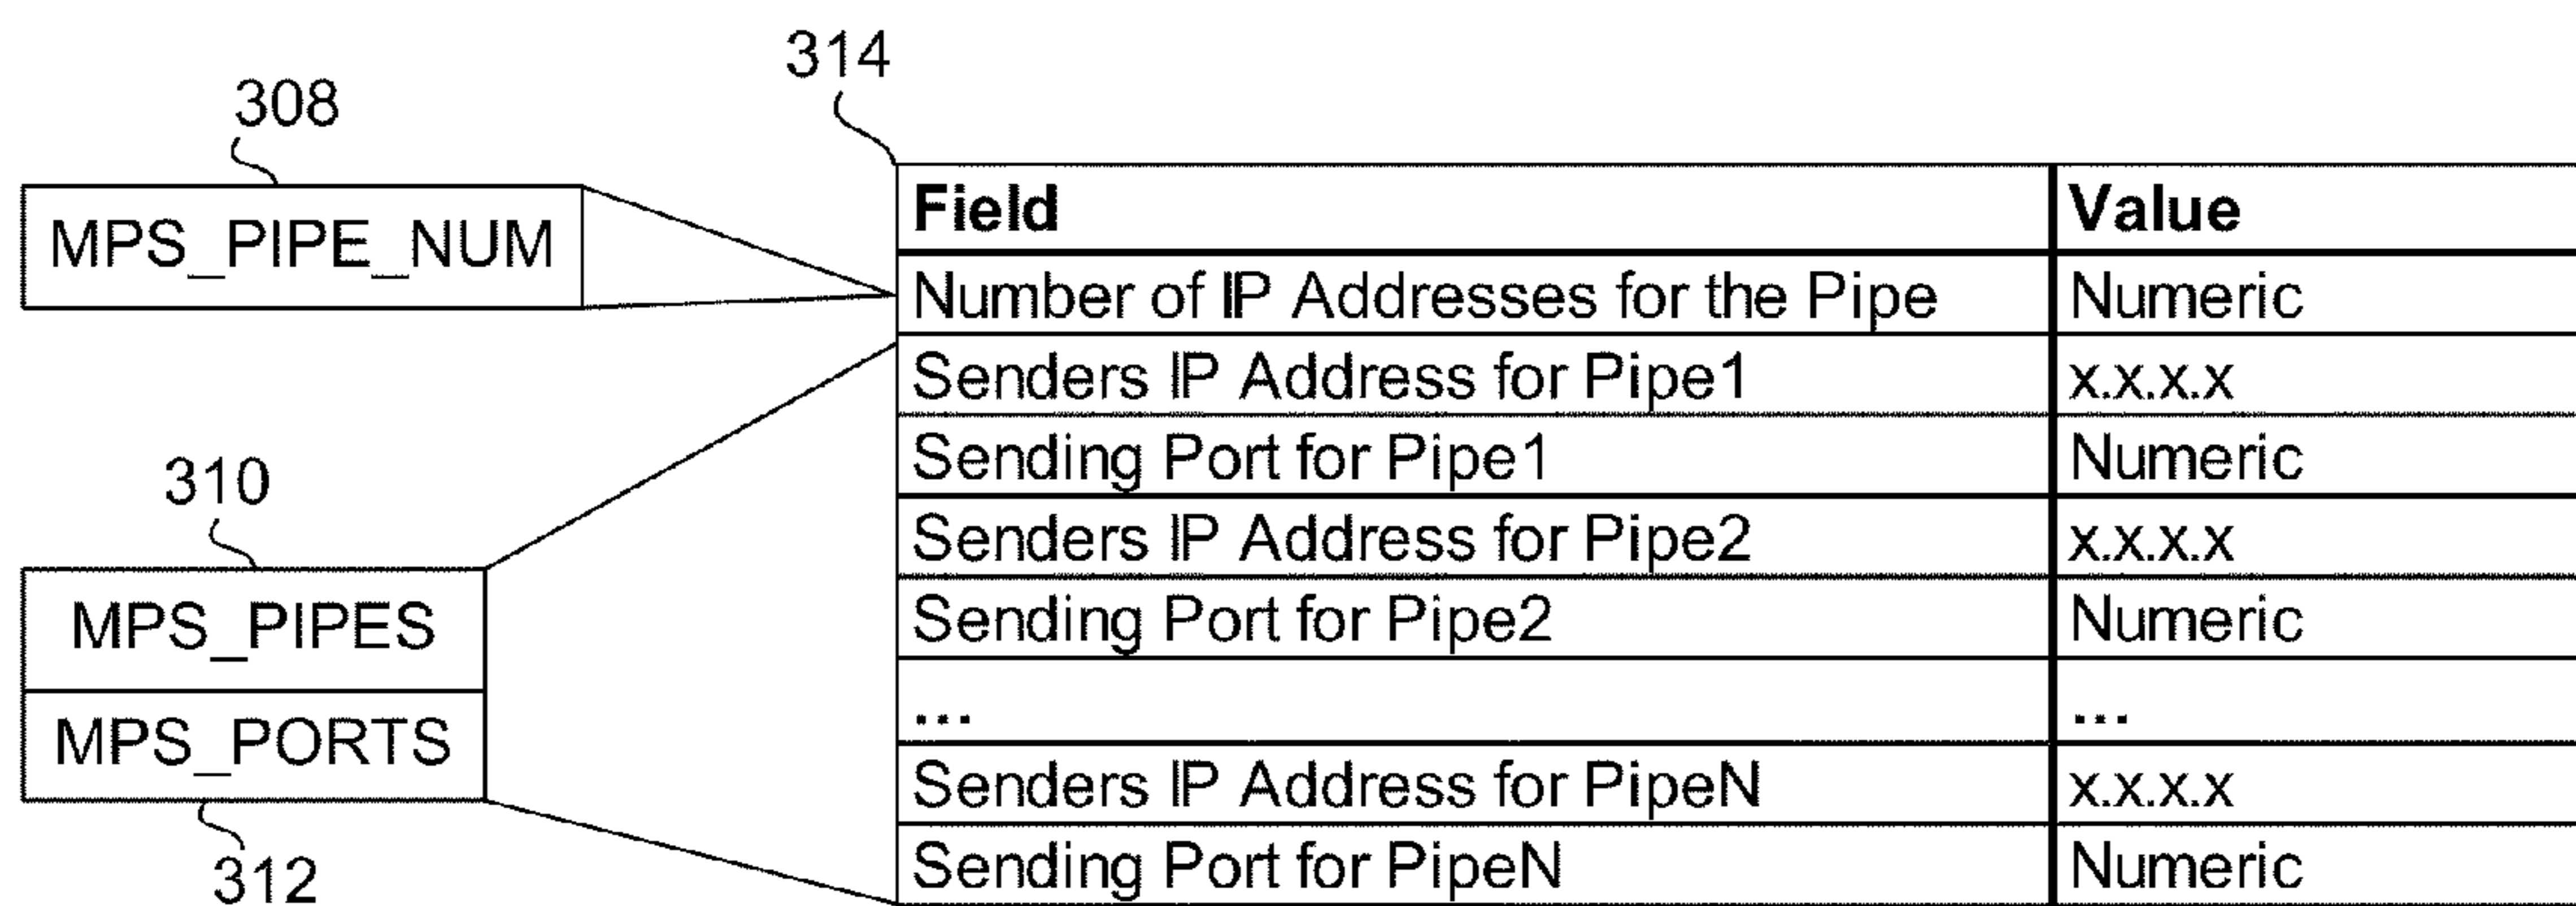 314
308
MPS_PIPE_NUM
310
MPS_PIPES
MPS_PORTS
312
Field Value
Number of IP Addresses for the Pipe Numeric
Senders IP Address for Pipe1 x.x.x.x
Sending Port for Pipe1 Numeric
Senders IP Address for Pipe2 x.x.x.x
Sending Port for Pipe2 Numeric
... ...
Senders IP Address for PipeN x.x.x.x
Sending Port for PipeN Numeric